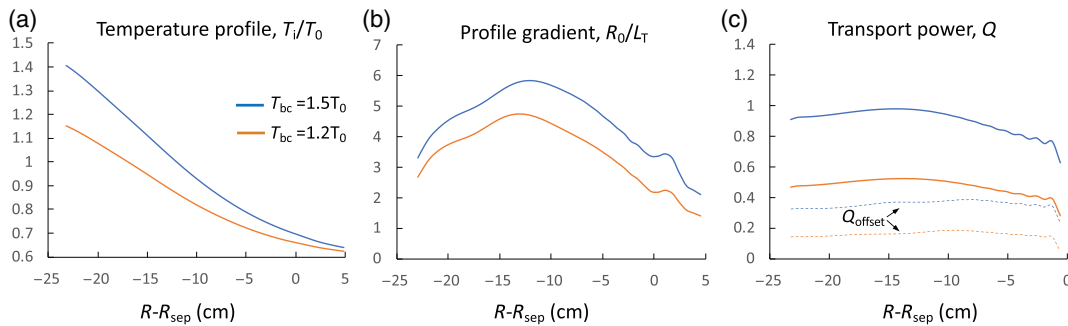 (a)
Temperature profile, Ti/T0
1.5
1.4
1.3
1.2
1.1
1
0.9
0.8
0.7
0.6
Tbc =1.5T0
Tbc =1.2T0
−25 −20 −15 −10 −5 0 5
R-Rsep (cm)
(b)
Profile gradient, R0/LT
7
6
5
4
3
2
1
0
−25 −20 −15 −10 −5 0 5
R-Rsep (cm)
(c)
Transport power, Q
1.4
1.2
1
0.8
0.6
0.4
0.2
0
Qoffset
−25 −20 −15 −10 −5 0
R-Rsep (cm)